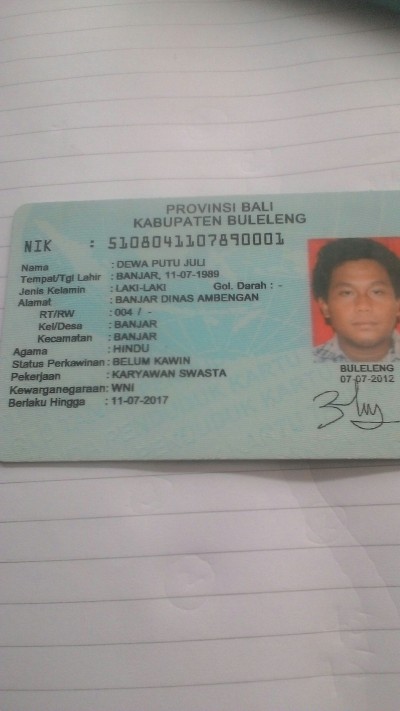 PROVINSI BALI
KABUPATEN BULELENG
NIK : 5108041107890001
Nama : DEWA PUTU JULI
Tempat/Tgl Lahir : BANJAR, 11-07-1989
Jenis Kelamin : LAKI-LAKI Gol. Darah : -
Alamat : BANJAR DINAS AMBENGAN
RT/RW : 004 / -
Kel/Desa : BANJAR
Kecamatan : BANJAR
Agama : HINDU
Status Perkawinan : BELUM KAWIN
Pekerjaan : KARYAWAN SWASTA
Kewarganegaraan: WNI
Berlaku Hingga : 11-07-2017
BULELENG
07-07-2012